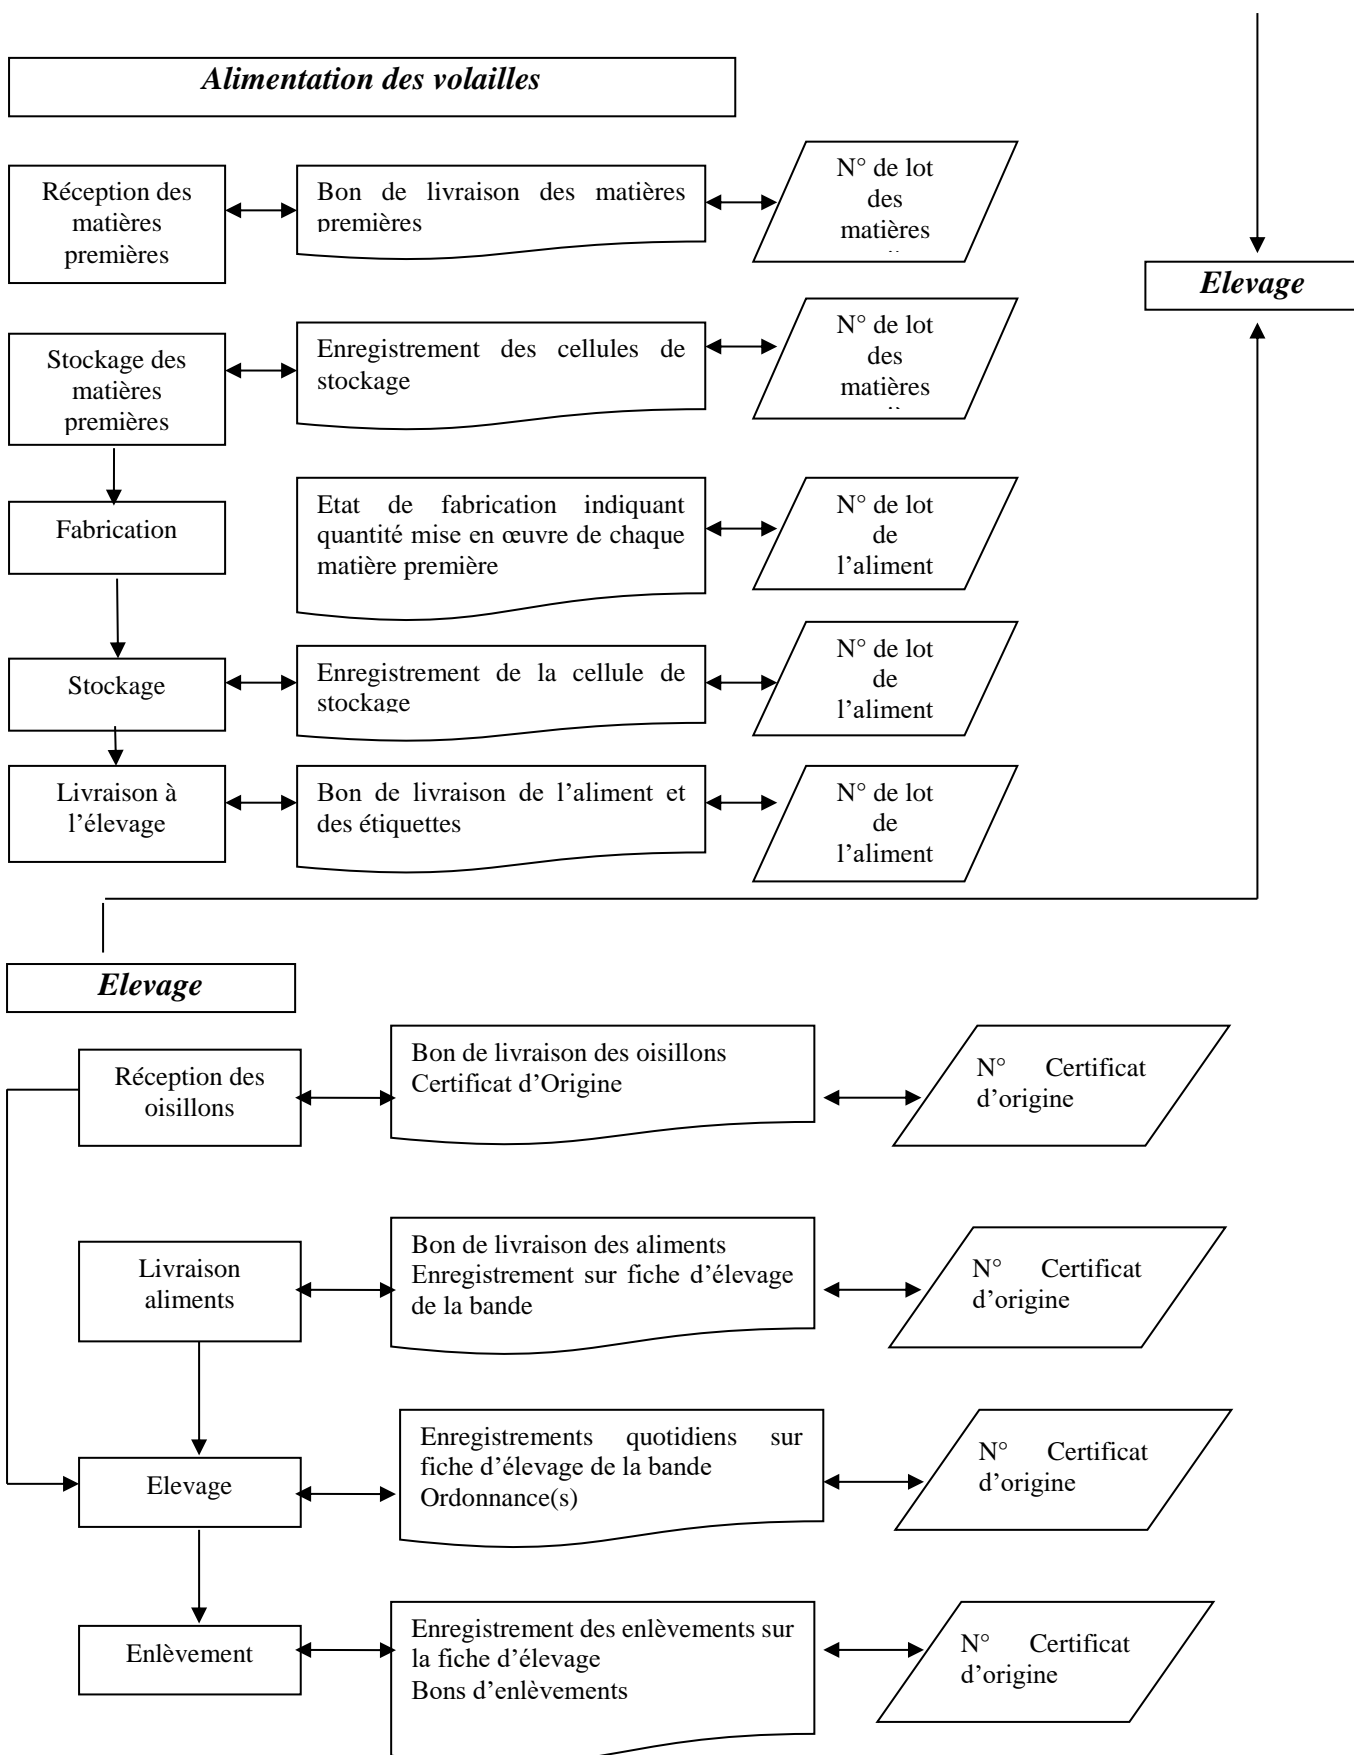 Alimentation des volailles
Réception des
matières
premières
Bon de livraison des matières
premières
N° de lot
des
matières
Elevage
Stockage des
matières
premières
Enregistrement des cellules de
stockage
N° de lot
des
matières
Fabrication
Etat de fabrication indiquant
quantité mise en œuvre de chaque
matière première
N° de lot
de
l’aliment
Stockage
Enregistrement de la cellule de
stockage
N° de lot
de
l’aliment
Livraison à
l’élevage
Bon de livraison de l’aliment et
des étiquettes
N° de lot
de
l’aliment
Elevage
Réception des
oisillons
Bon de livraison des oisillons
Certificat d’Origine
N° Certificat
d’origine
Livraison
aliments
Bon de livraison des aliments
Enregistrement sur fiche d’élevage
de la bande
N° Certificat
d’origine
Elevage
Enregistrements quotidiens sur
fiche d’élevage de la bande
Ordonnance(s)
N° Certificat
d’origine
Enlèvement
Enregistrement des enlèvements sur
la fiche d’élevage
Bons d’enlèvements
N° Certificat
d’origine